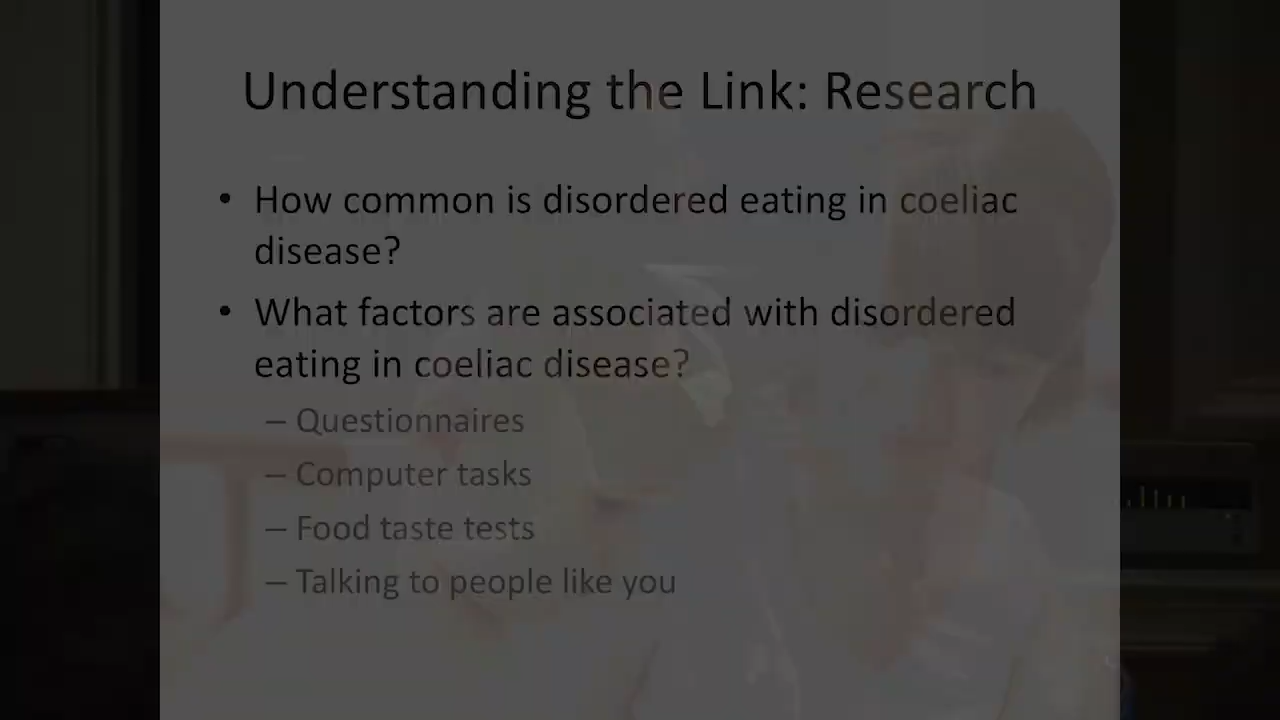 Understanding the Link: Research
• How common is disordered eating in coeliac
disease?
• What factors are associated with disordered
eating in coeliac disease?
– Questionnaires
– Computer tasks
– Food taste tests
– Talking to people like you